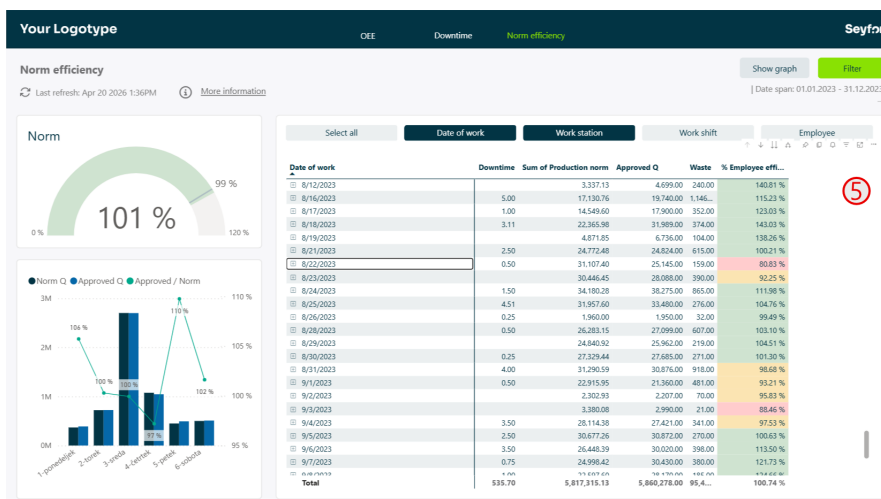 Your Logotype
OEE Downtime Norm efficiency
Seyfor
Norm efficiency
Show graph Filter
Last refresh: Apr 20 2026 1:36PM More information
| Date span: 01.01.2023 - 31.12.2023
Norm
99 %
101 %
0 % 120 %
Norm Q Approved Q Approved / Norm
3M 110 %
110 %
106 %
2M 105 %
100 % 100 % 102 %
1M 100 %
97 %
0M 95 %
1-ponedeljek 2-torek 3-sreda 4-četrtek 5-petek 6-sobota
Select all Date of work Work station Work shift Employee
Date of work Downtime Sum of Production norm Approved Q Waste % Employee effi...
8/12/2023 3,337.13 4,699.00 240.00 140.81 %
8/16/2023 5.00 17,130.76 19,740.00 1,146... 115.23 %
8/17/2023 1.00 14,549.60 17,900.00 352.00 123.03 %
8/18/2023 3.11 22,365.98 31,989.00 374.00 143.03 %
8/19/2023 4,871.85 6,736.00 104.00 138.26 %
8/21/2023 2.50 24,772.48 24,824.00 615.00 100.21 %
8/22/2023 0.50 31,107.40 25,145.00 159.00 80.83 %
8/23/2023 30,446.45 28,088.00 390.00 92.25 %
8/24/2023 1.50 34,180.28 38,275.00 865.00 111.98 %
8/25/2023 4.51 31,957.60 33,480.00 276.00 104.76 %
8/26/2023 0.25 1,960.00 1,950.00 32.00 99.49 %
8/28/2023 0.50 26,283.15 27,099.00 607.00 103.10 %
8/29/2023 24,840.92 25,962.00 219.00 104.51 %
8/30/2023 0.25 27,329.44 27,685.00 271.00 101.30 %
8/31/2023 4.00 31,290.59 30,876.00 918.00 98.68 %
9/1/2023 0.50 22,915.95 21,360.00 481.00 93.21 %
9/2/2023 2,302.93 2,207.00 70.00 95.83 %
9/3/2023 3,380.08 2,990.00 21.00 88.46 %
9/4/2023 3.50 28,114.38 27,421.00 341.00 97.53 %
9/5/2023 2.50 30,677.26 30,872.00 270.00 100.63 %
9/6/2023 3.50 26,448.39 30,020.00 398.00 113.50 %
9/7/2023 0.75 24,998.42 30,430.00 380.00 121.73 %
Total 535.70 5,817,315.13 5,860,278.00 95,4... 100.74 %
5